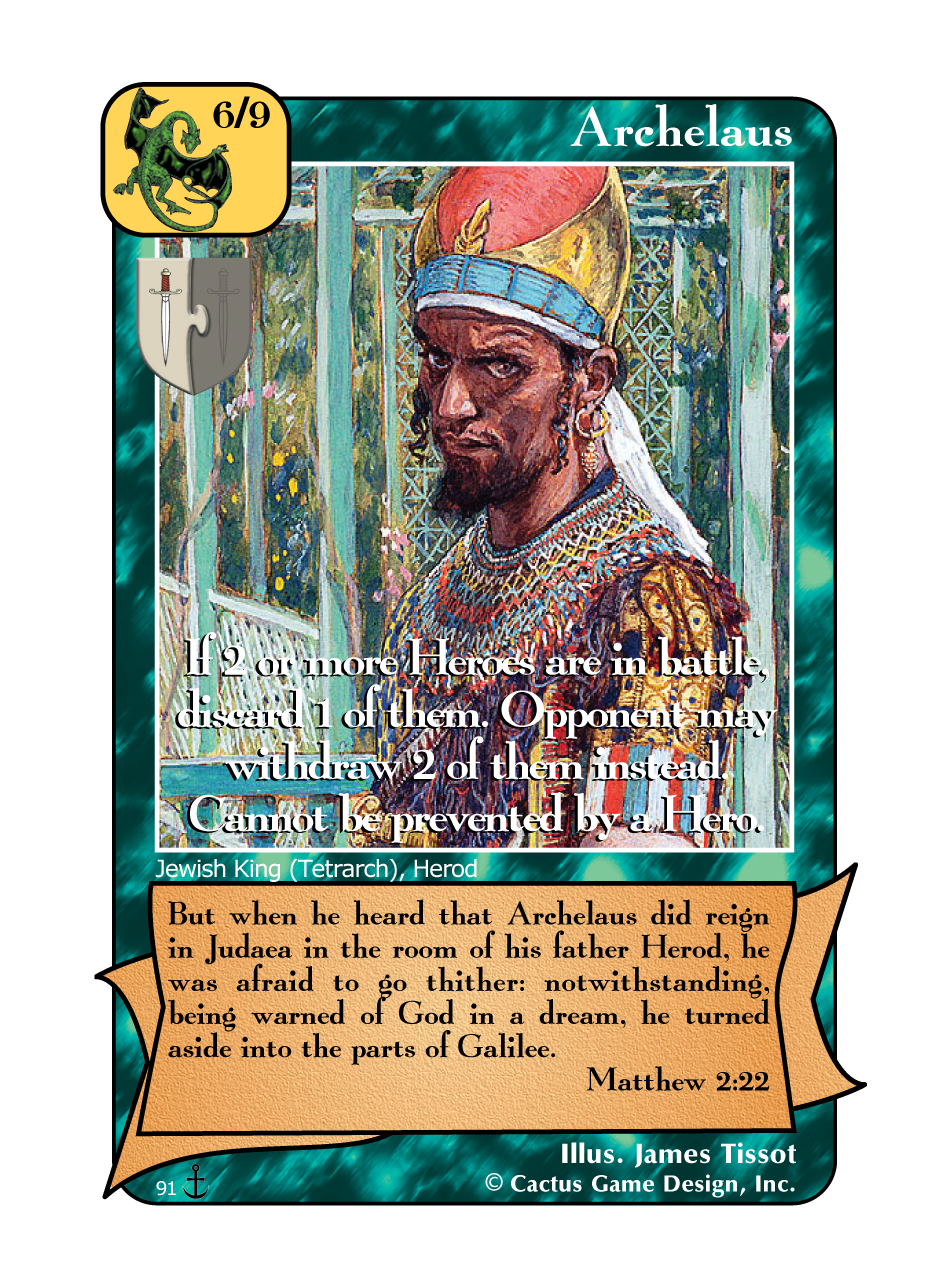 6/9
Archelaus
If 2 or more Heroes are in battle,
discard 1 of them. Opponent may
withdraw 2 of them instead.
Cannot be prevented by a Hero.
Jewish King (Tetrarch), Herod
But when he heard that Archelaus did reign
in Judaea in the room of his father Herod, he
was afraid to go thither: notwithstanding,
being warned of God in a dream, he turned
aside into the parts of Galilee.
Matthew 2:22
Illus. James Tissot
91
© Cactus Game Design, Inc.